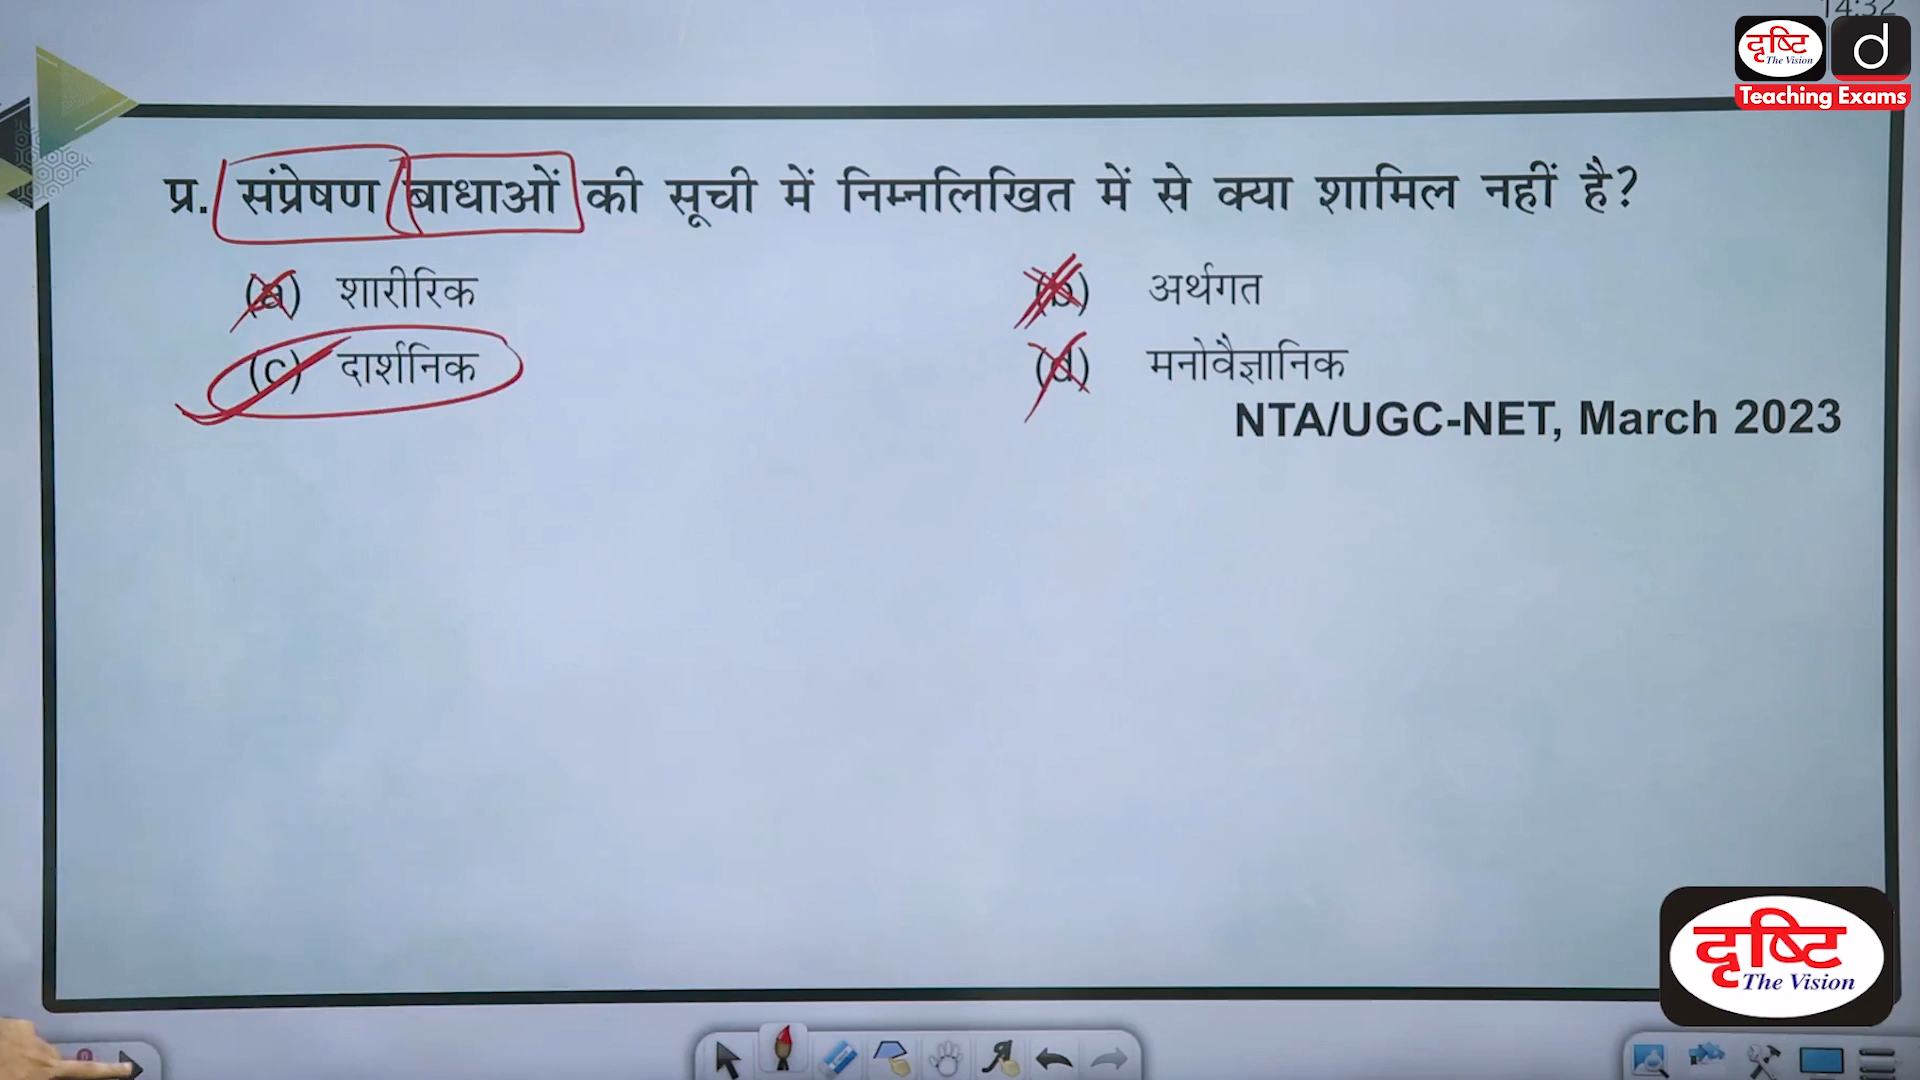 14:32
दृष्टि d
The Vision
Teaching Exams
प्र. संप्रेषण बाधाओं की सूची में निम्नलिखित में से क्या शामिल नहीं है?
(a) शारीरिक (b) अर्थगत
(c) दार्शनिक (d) मनोवैज्ञानिक
NTA/UGC-NET, March 2023
दृष्टि
The Vision